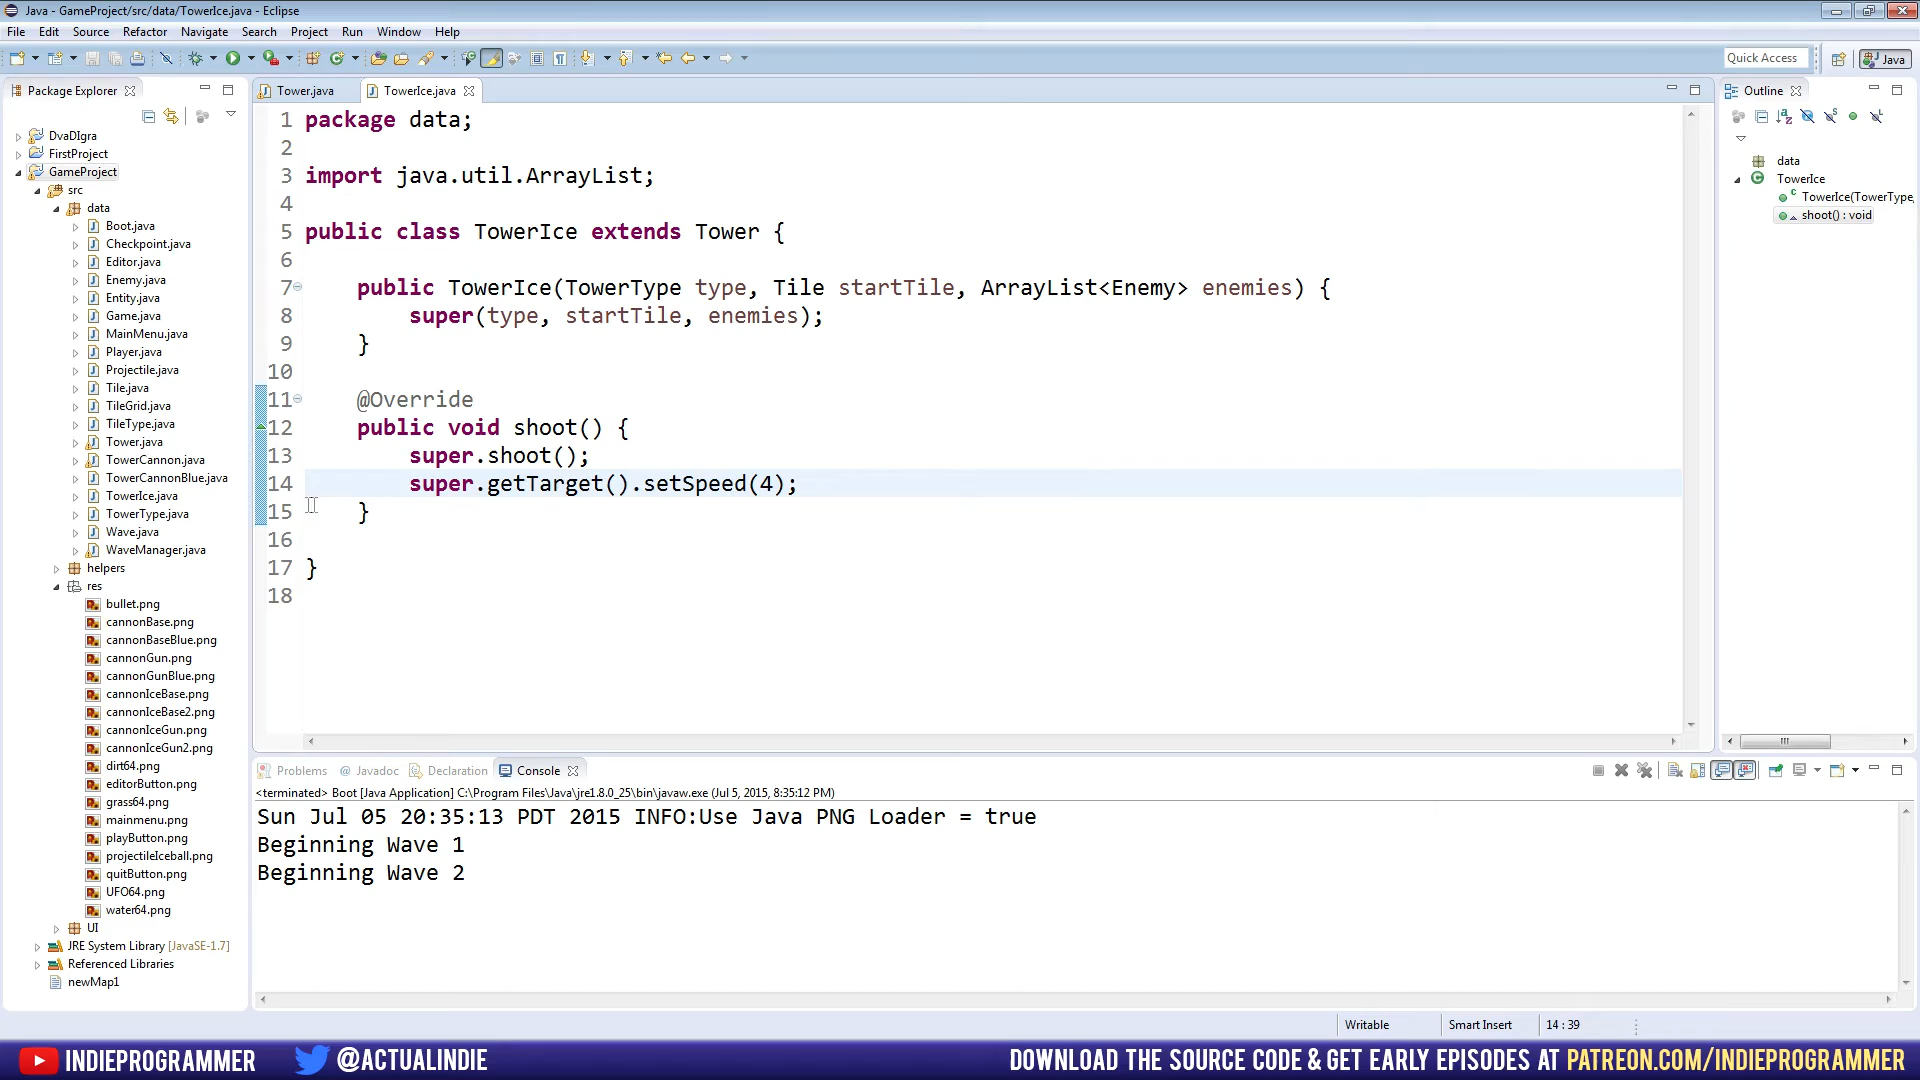 Java - GameProject/src/data/TowerIce.java - Eclipse
File Edit Source Refactor Navigate Search Project Run Window Help
Quick Access
Java
Package Explorer
DvaDIgra
FirstProject
GameProject
src
data
Boot.java
Checkpoint.java
Editor.java
Enemy.java
Entity.java
Game.java
MainMenu.java
Player.java
Projectile.java
Tile.java
TileGrid.java
TileType.java
Tower.java
TowerCannon.java
TowerCannonBlue.java
TowerIce.java
TowerType.java
Wave.java
WaveManager.java
helpers
res
bullet.png
cannonBase.png
cannonBaseBlue.png
cannonGun.png
cannonGunBlue.png
cannonIceBase.png
cannonIceBase2.png
cannonIceGun.png
cannonIceGun2.png
dirt64.png
editorButton.png
grass64.png
mainmenu.png
playButton.png
projectileIceball.png
quitButton.png
UFO64.png
water64.png
UI
JRE System Library [JavaSE-1.7]
Referenced Libraries
newMap1
Tower.java TowerIce.java
1 package data;
2
3 import java.util.ArrayList;
4
5 public class TowerIce extends Tower {
6
7 public TowerIce(TowerType type, Tile startTile, ArrayList<Enemy> enemies) {
8 super(type, startTile, enemies);
9 }
10
11 @Override
12 public void shoot() {
13 super.shoot();
14 super.getTarget().setSpeed(4);
15 }
16
17 }
18
Outline
data
TowerIce
TowerIce(TowerType,
shoot() : void
Problems @ Javadoc Declaration Console
<terminated> Boot [Java Application] C:\Program Files\Java\jre1.8.0_25\bin\javaw.exe (Jul 5, 2015, 8:35:12 PM)
Sun Jul 05 20:35:13 PDT 2015 INFO:Use Java PNG Loader = true
Beginning Wave 1
Beginning Wave 2
Writable Smart Insert 14 : 39
INDIEPROGRAMMER @ACTUALINDIE DOWNLOAD THE SOURCE CODE & GET EARLY EPISODES AT PATREON.COM/INDIEPROGRAMMER